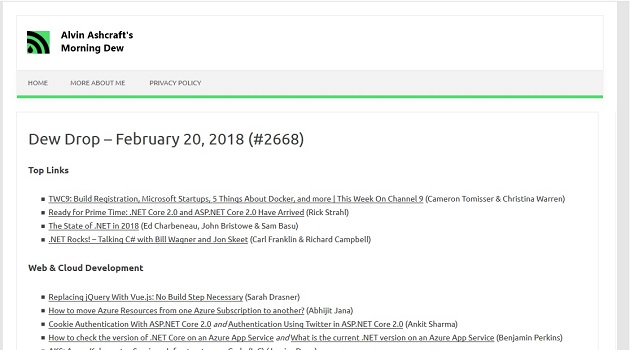 Alvin Ashcraft's
Morning Dew
HOME MORE ABOUT ME PRIVACY POLICY
Dew Drop – February 20, 2018 (#2668)
Top Links
TWC9: Build Registration, Microsoft Startups, 5 Things About Docker, and more | This Week On Channel 9 (Cameron Tomisser & Christina Warren)
Ready for Prime Time: .NET Core 2.0 and ASP.NET Core 2.0 Have Arrived (Rick Strahl)
The State of .NET in 2018 (Ed Charbeneau, John Bristowe & Sam Basu)
.NET Rocks! – Talking C# with Bill Wagner and Jon Skeet (Carl Franklin & Richard Campbell)
Web & Cloud Development
Replacing jQuery With Vue.js: No Build Step Necessary (Sarah Drasner)
How to move Azure Resources from one Azure Subscription to another? (Abhijit Jana)
Cookie Authentication With ASP.NET Core 2.0 and Authentication Using Twitter in ASP.NET Core 2.0 (Ankit Sharma)
How to check the version of .NET Core on an Azure App Service and What is the current .NET version on an Azure App Service (Benjamin Perkins)